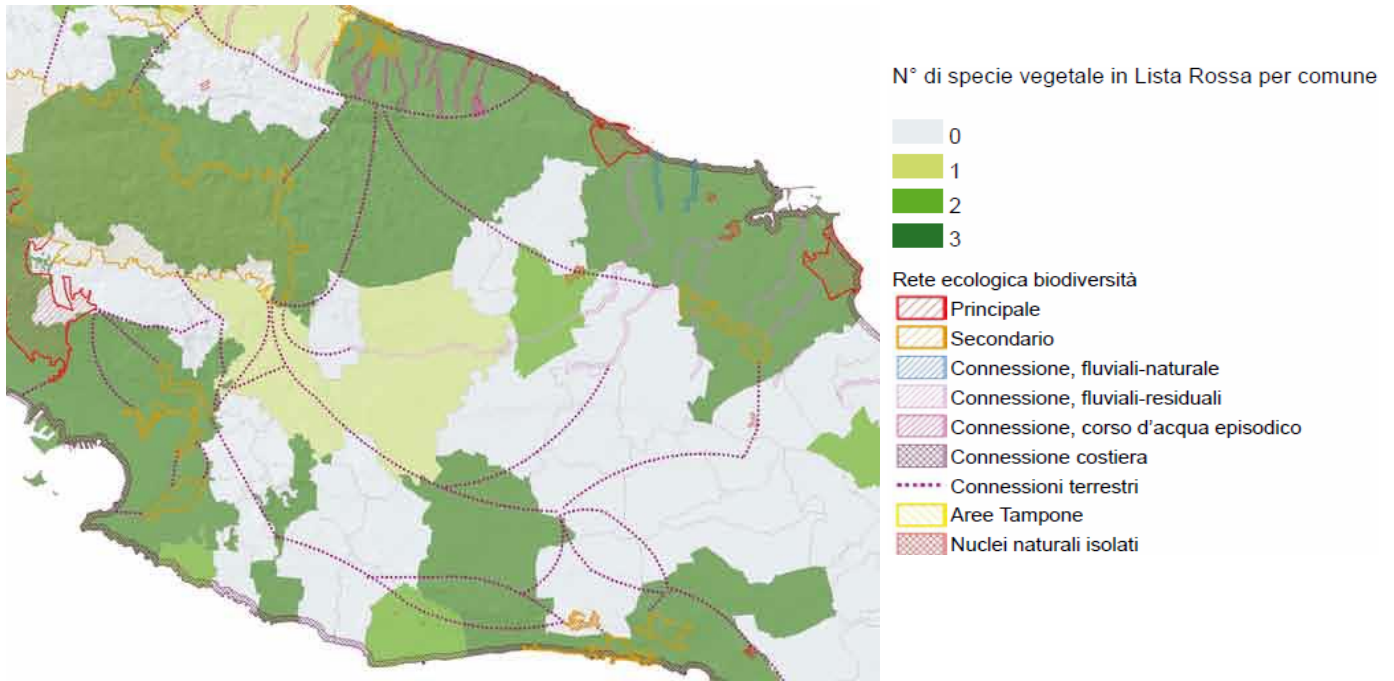 N° di specie vegetale in Lista Rossa per comune
0
1
2
3
Rete ecologica biodiversità
Principale
Secondario
Connessione, fluviali-naturale
Connessione, fluviali-residuali
Connessione, corso d'acqua episodico
Connessione costiera
Connessioni terrestri
Aree Tampone
Nuclei naturali isolati